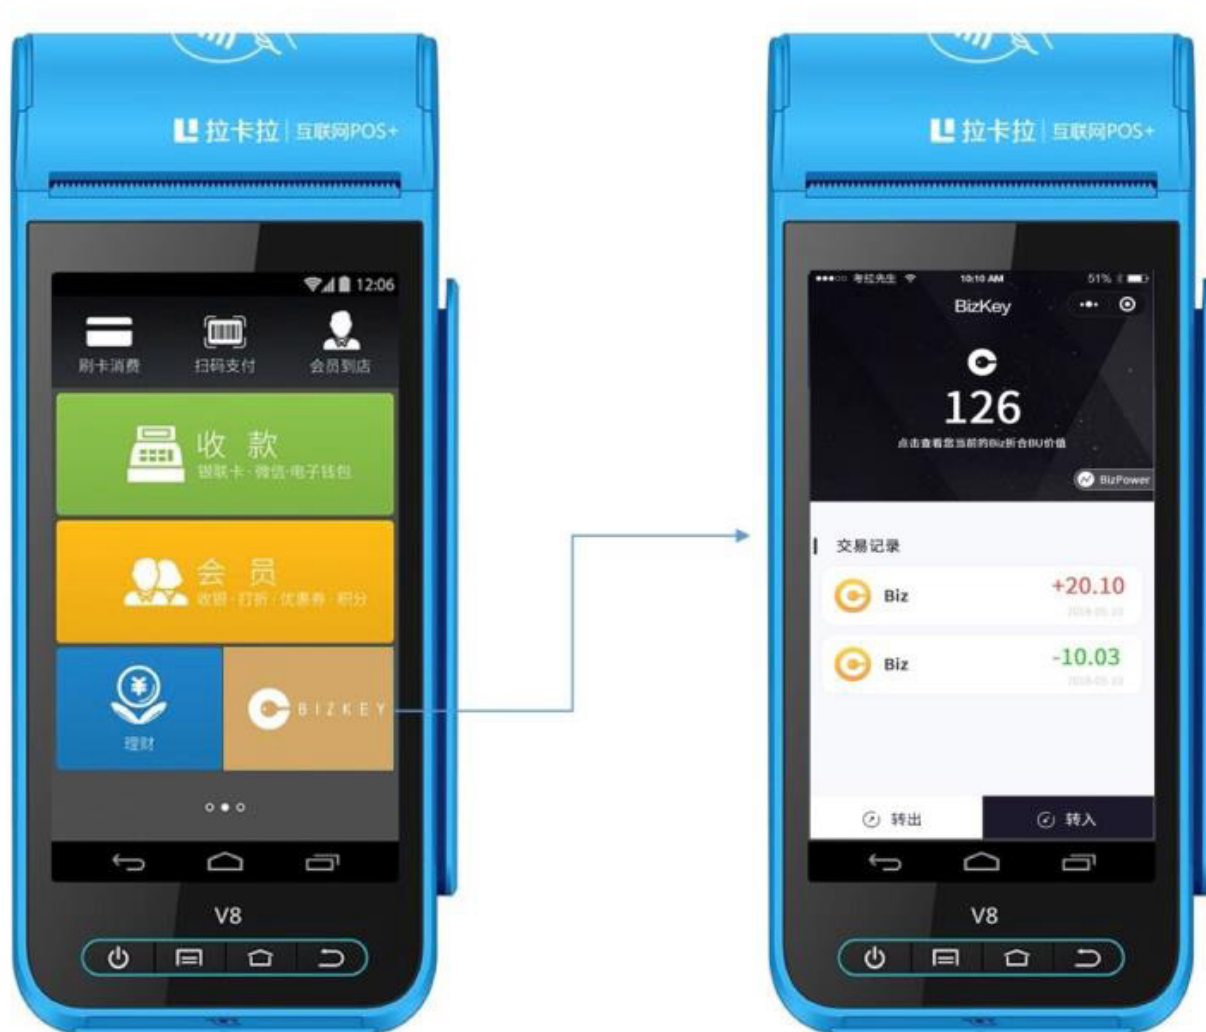 拉卡拉 | 互联网POS+
12:06
刷卡消费 扫码支付 会员到店
收 款
银联卡·微信·电子钱包
会 员
收银·打折·优惠券·积分
理财
BIZKEY
V8
拉卡拉 | 互联网POS+
考拉先生 10:10 AM 51%
BizKey
126
点击查看您当前的Biz折合BU价值
BizPower
交易记录
Biz +20.10
Biz -10.03
转出 转入
V8